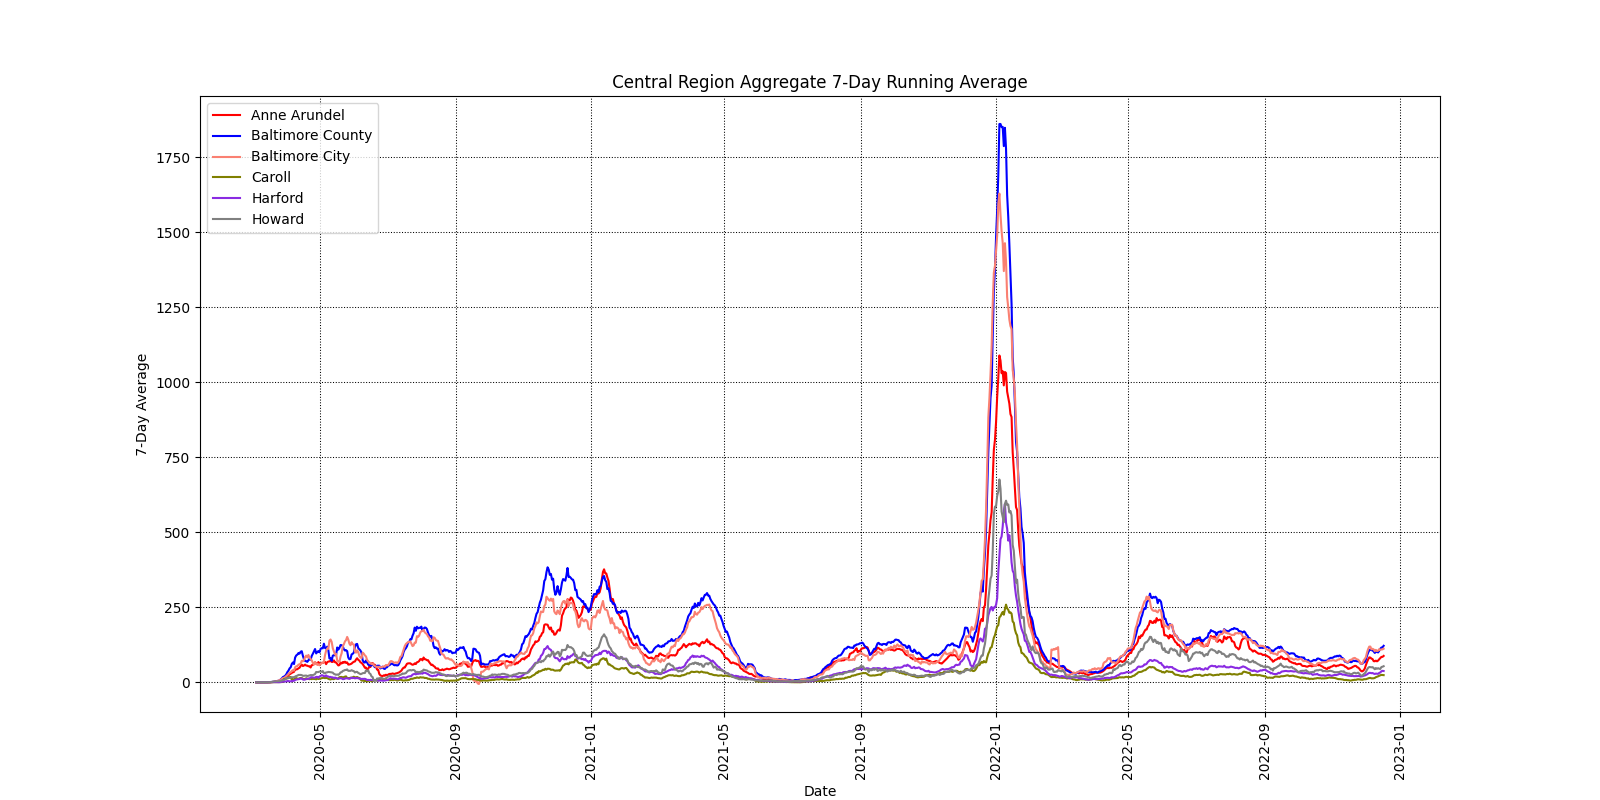 Central Region Aggregate 7-Day Running Average
Anne Arundel
Baltimore County
Baltimore City
Caroll
Harford
Howard
7-Day Average
1750
1500
1250
1000
750
500
250
0
2020-05
2020-09
2021-01
2021-05
2021-09
2022-01
2022-05
2022-09
2023-01
Date